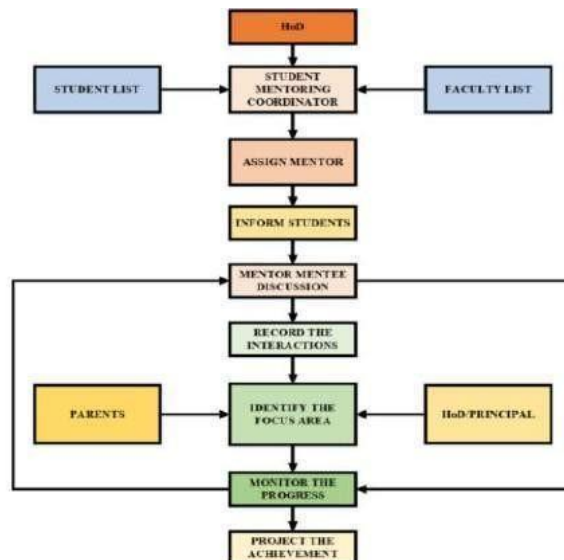 HoD
STUDENT LIST
STUDENT
MENTORING
COORDINATOR
FACULTY LIST
ASSIGN MENTOR
INFORM STUDENTS
MENTOR MENTEE
DISCUSSION
RECORD THE
INTERACTIONS
PARENTS
IDENTIFY THE
FOCUS AREA
HoD/PRINCIPAL
MONITOR THE
PROGRESS
PROJECT THE
ACHIEVEMENT